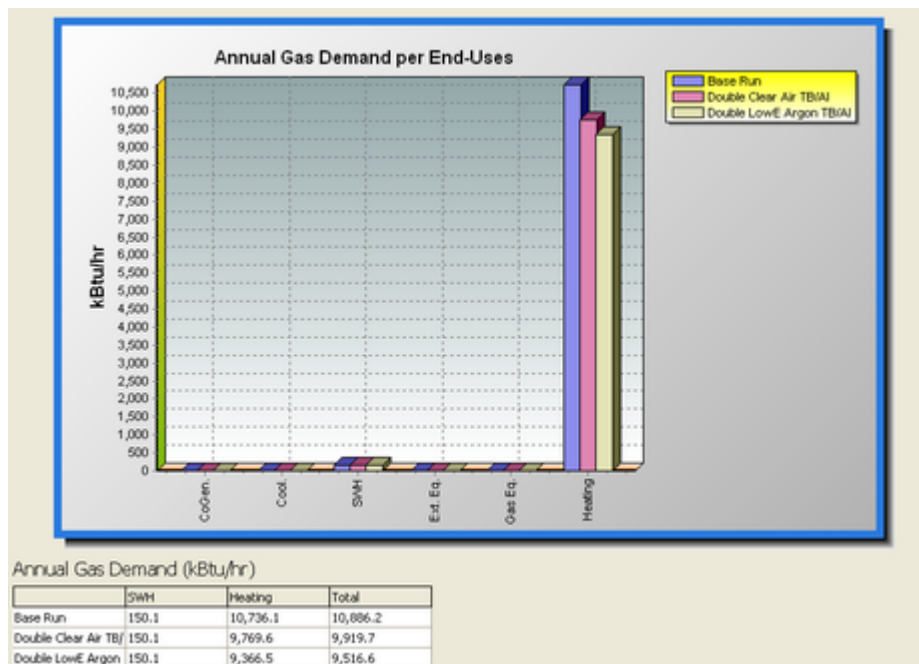 Annual Gas Demand per End-Uses
Base Run
Double Clear Air TB/Al
Double LowE Argon TB/Al
kBtu/hr
10,500
10,000
9,500
9,000
8,500
8,000
7,500
7,000
6,500
6,000
5,500
5,000
4,500
4,000
3,500
3,000
2,500
2,000
1,500
1,000
500
0
CoGen.
Cool.
SWH
Ext. Eq.
Gas Eq.
Heating
Annual Gas Demand (kBtu/hr)
SWH Heating Total
Base Run 150.1 10,736.1 10,886.2
Double Clear Air TB/ 150.1 9,769.6 9,919.7
Double LowE Argon 150.1 9,366.5 9,516.6